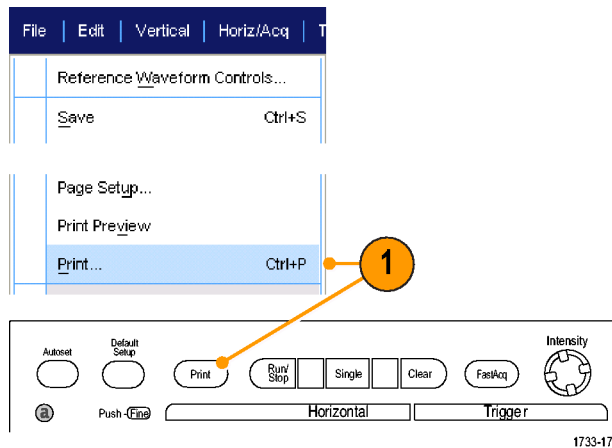 File | Edit | Vertical | Horiz/Acq | T
Reference Waveform Controls...
Save Ctrl+S
Page Setup...
Print Preview
Print... Ctrl+P
1
Autoset
Default Setup
Print
Run/Stop
Single
Clear
FastAcq
Intensity
a
Push - Fine
Horizontal
Trigger
1733-17